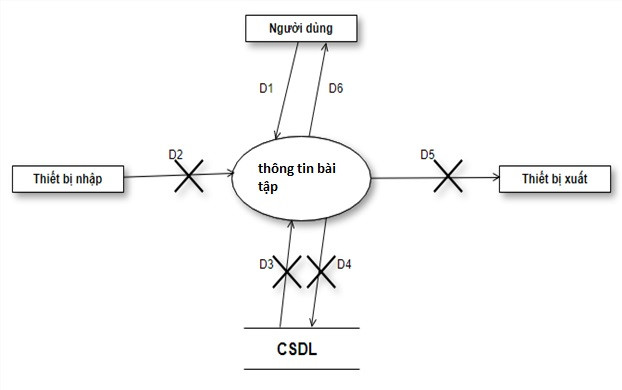 Người dùng
D1
D6
D2
D5
thông tin bài
tập
Thiết bị nhập
Thiết bị xuất
D3
D4
CSDL